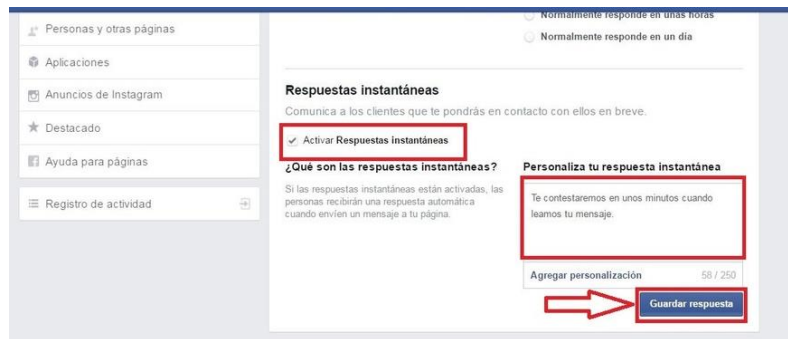 Personas y otras páginas
Aplicaciones
Anuncios de Instagram
Destacado
Ayuda para páginas
Registro de actividad
Normalmente responde en unas horas
Normalmente responde en un día
Respuestas instantáneas
Comunica a los clientes que te pondrás en contacto con ellos en breve.
Activar Respuestas instantáneas
¿Qué son las respuestas instantáneas?
Si las respuestas instantáneas están activadas, las
personas recibirán una respuesta automática
cuando envíen un mensaje a tu página.
Personaliza tu respuesta instantánea
Te contestaremos en unos minutos cuando
leamos tu mensaje.
Agregar personalización 58 / 250
Guardar respuesta